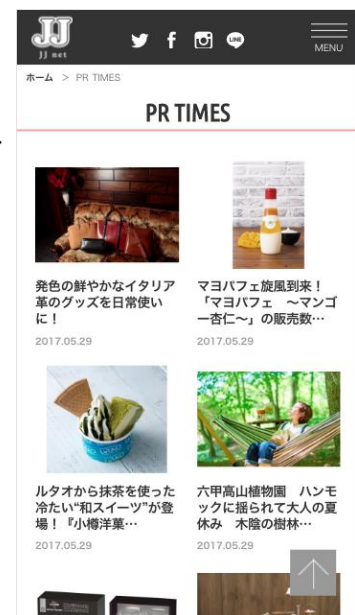 JJ
JJ net
LINE
MENU
ホーム > PR TIMES
PR TIMES
発色の鮮やかなイタリア
革のグッズを日常使い
に!
2017.05.29
マヨパフェ旋風到来!
「マヨパフェ ～マンゴ
ー杏仁～」の販売数…
2017.05.29
ルタオから抹茶を使った
冷たい“和スイーツ”が登
場!『小樽洋菓…
2017.05.29
六甲高山植物園 ハンモ
ックに揺られて大人の夏
休み 木陰の樹林…
2017.05.29